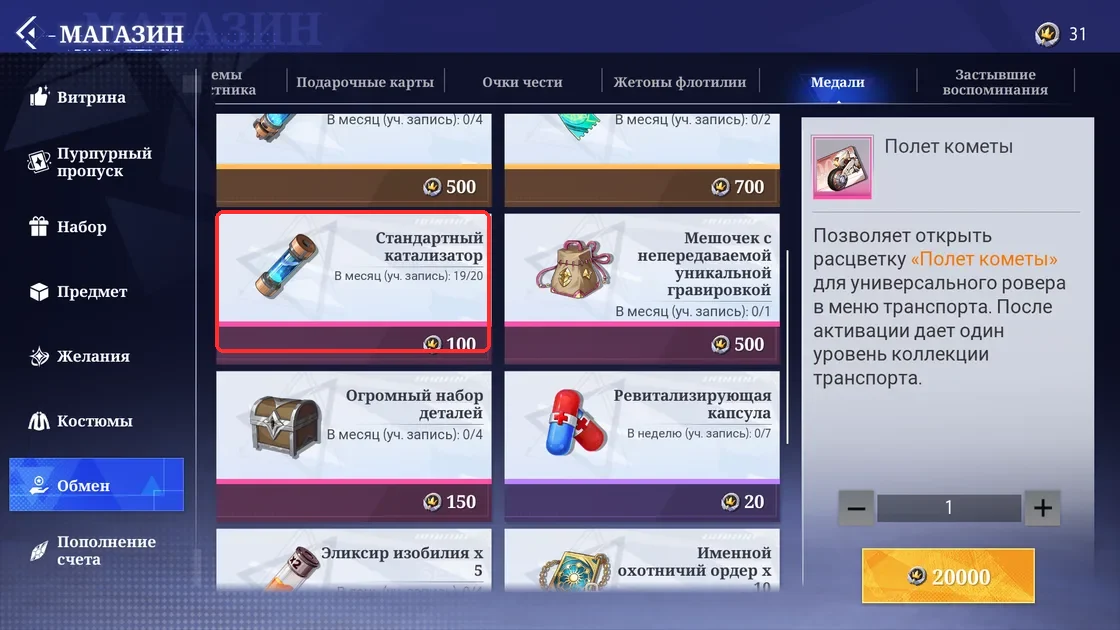 МАГАЗИН
31
Витрина
Пурпурный
пропуск
Набор
Предмет
Желания
Костюмы
Обмен
Пополнение
счета
емы
стника
Подарочные карты
Очки чести
Жетоны флотилии
Медали
Застывшие
воспоминания
В месяц (уч. запись): 0/4
500
В месяц (уч. запись): 0/2
700
Стандартный
катализатор
В месяц (уч. запись): 19/20
100
Мешочек с
непередаваемой
уникальной
гравировкой
В месяц (уч. запись): 0/1
500
Огромный набор
деталей
В месяц (уч. запись): 0/4
150
Ревитализирующая
капсула
В неделю (уч. запись): 0/7
20
x2
Эликсир изобилия x
5
Именной
охотничий ордер x
10
Полет кометы
Позволяет открыть
расцветку «Полет кометы»
для универсального ровера
в меню транспорта. После
активации дает один
уровень коллекции
транспорта.
− 1 +
20000